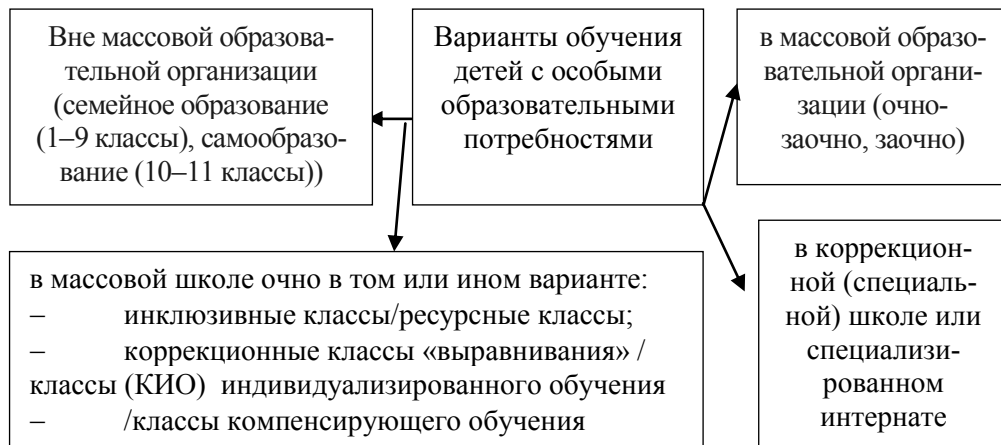 Вне массовой образова-
тельной организации
(семейное образование
(1–9 классы), самообразо-
вание (10–11 классы))
Варианты обучения
детей с особыми
образовательными
потребностями
в массовой образо-
вательной органи-
зации (очно-
заочно, заочно)
в массовой школе очно в том или ином варианте:
– инклюзивные классы/ресурсные классы;
– коррекционные классы «выравнивания» /
классы (КИО) индивидуализированного обучения
– /классы компенсирующего обучения
в коррекцион-
ной (специаль-
ной) школе или
специализи-
рованном
интернате